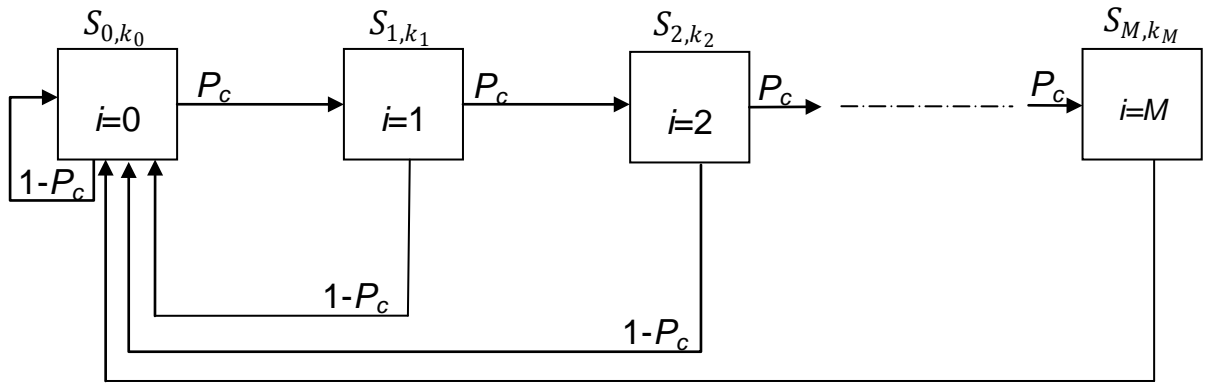 S_{0,k_0} S_{1,k_1} S_{2,k_2} S_{M,k_M}
P_c P_c P_c P_c
i=0 i=1 i=2 i=M
1-P_c
1-P_c
1-P_c